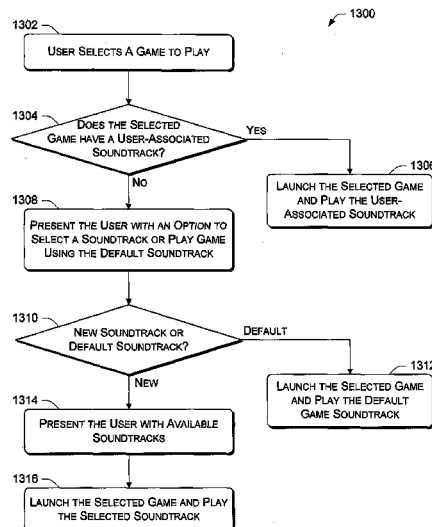 1300
1302
USER SELECTS A GAME TO PLAY
1304
DOES THE SELECTED
GAME HAVE A USER-ASSOCIATED
SOUNDTRACK?
YES
NO
1306
LAUNCH THE SELECTED GAME
AND PLAY THE USER-
ASSOCIATED SOUNDTRACK
1308
PRESENT THE USER WITH AN OPTION TO
SELECT A SOUNDTRACK OR PLAY GAME
USING THE DEFAULT SOUNDTRACK
1310
NEW SOUNDTRACK OR
DEFAULT SOUNDTRACK?
DEFAULT
NEW
1312
LAUNCH THE SELECTED GAME
AND PLAY THE DEFAULT
GAME SOUNDTRACK
1314
PRESENT THE USER WITH AVAILABLE
SOUNDTRACKS
1316
LAUNCH THE SELECTED GAME AND PLAY
THE SELECTED SOUNDTRACK